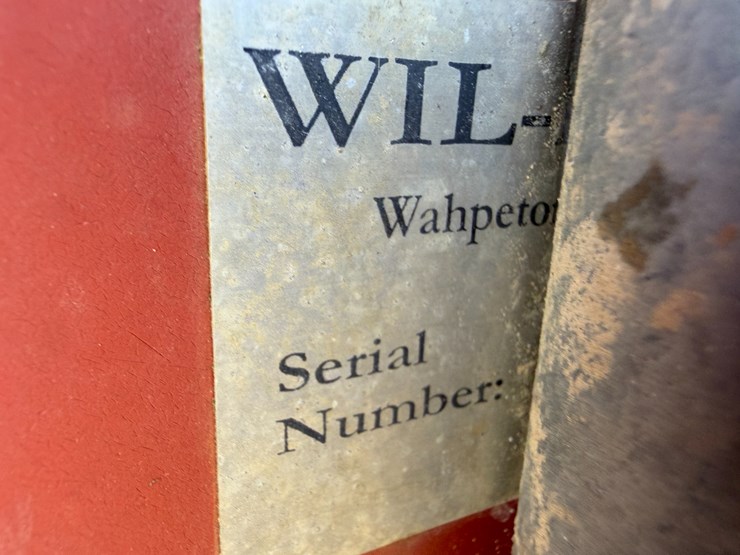 WIL-
Wahpeto
Serial
Number: